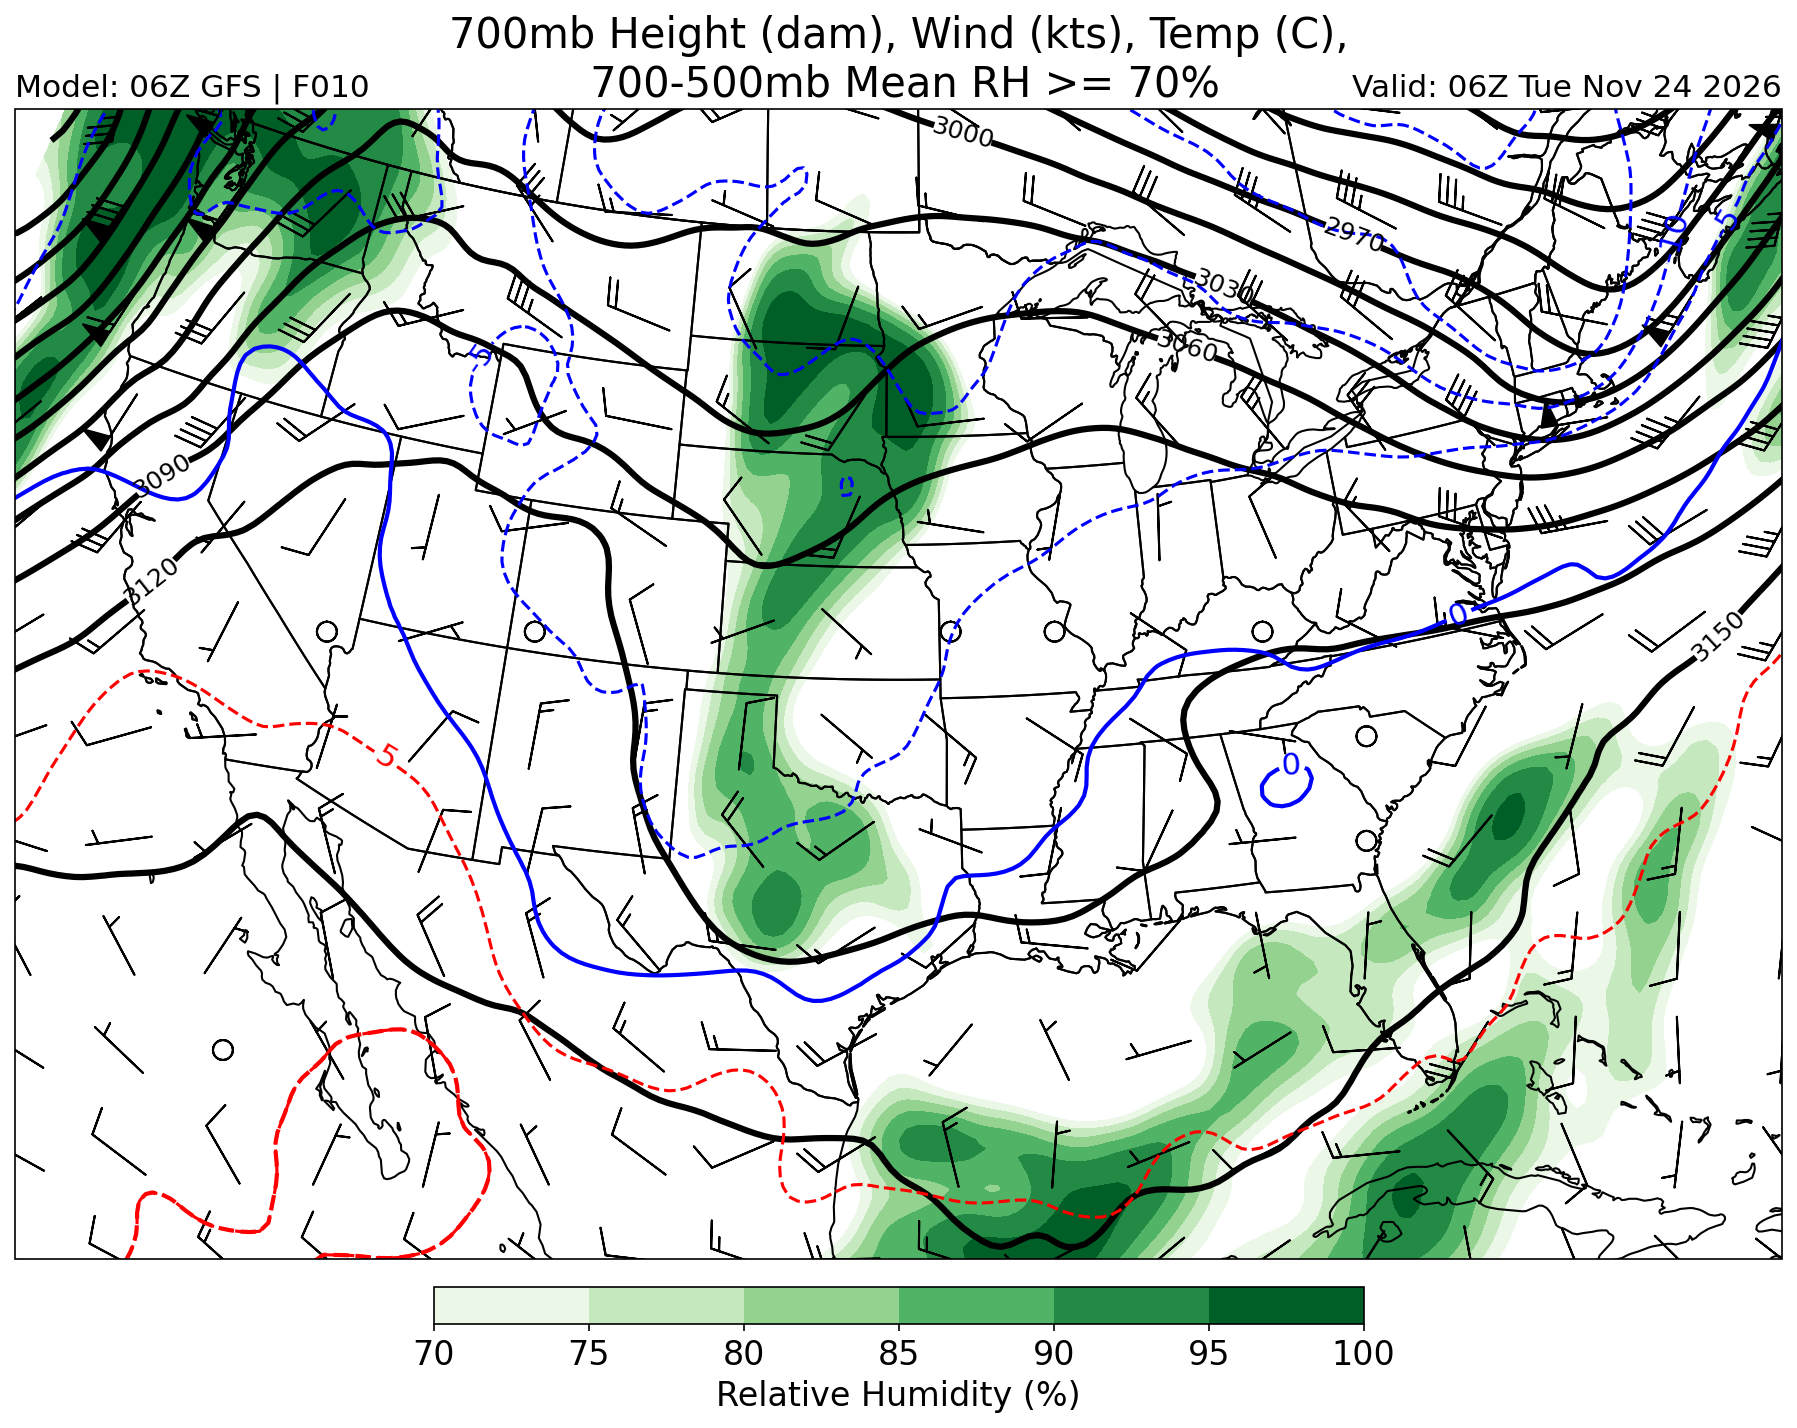 700mb Height (dam), Wind (kts), Temp (C),
700-500mb Mean RH >= 70%
Model: 06Z GFS | F010
Valid: 06Z Tue Nov 24 2026
3000
2970
10
5
3030
3060
5
3090
3120
0
3150
5
0
70 75 80 85 90 95 100
Relative Humidity (%)